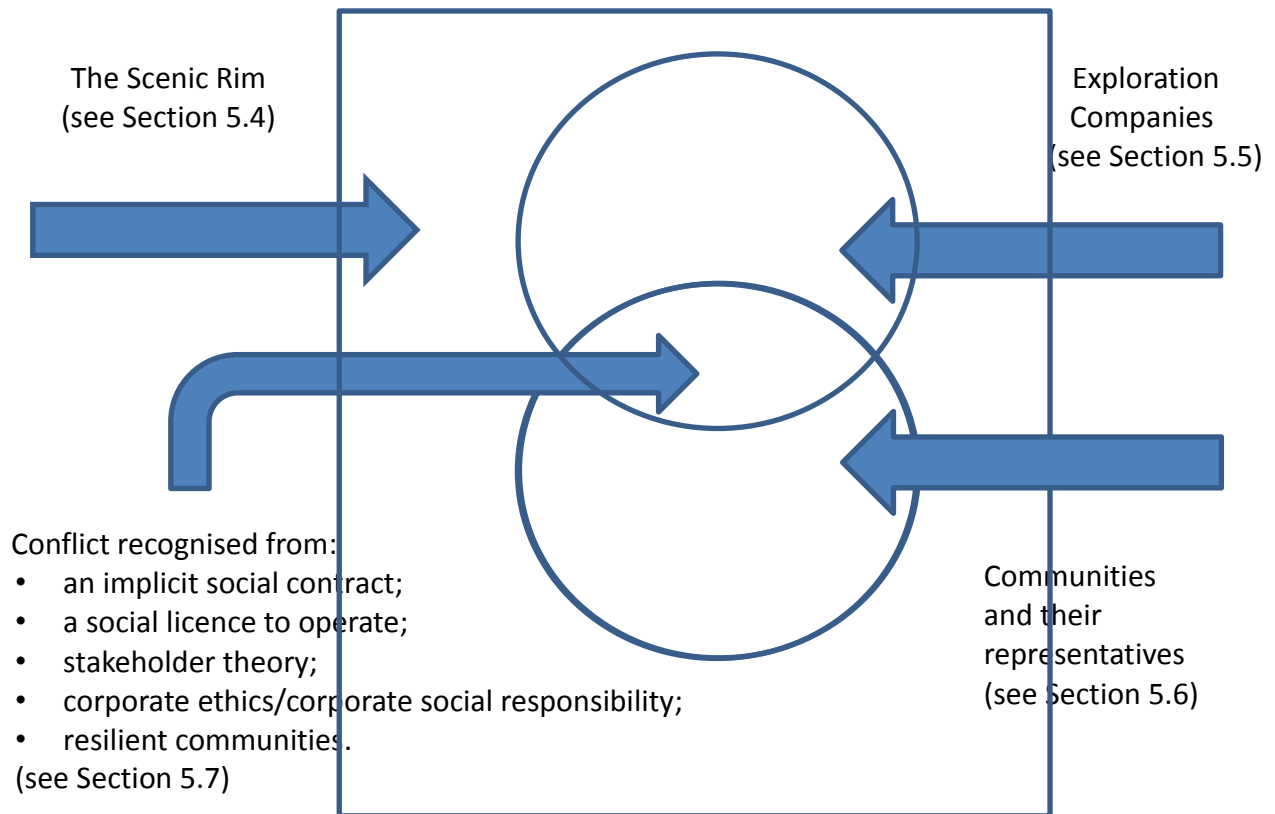 The Scenic Rim
(see Section 5.4)
Exploration
Companies
(see Section 5.5)
Conflict recognised from:
• an implicit social contract;
• a social licence to operate;
• stakeholder theory;
• corporate ethics/corporate social responsibility;
• resilient communities.
(see Section 5.7)
Communities
and their
representatives
(see Section 5.6)